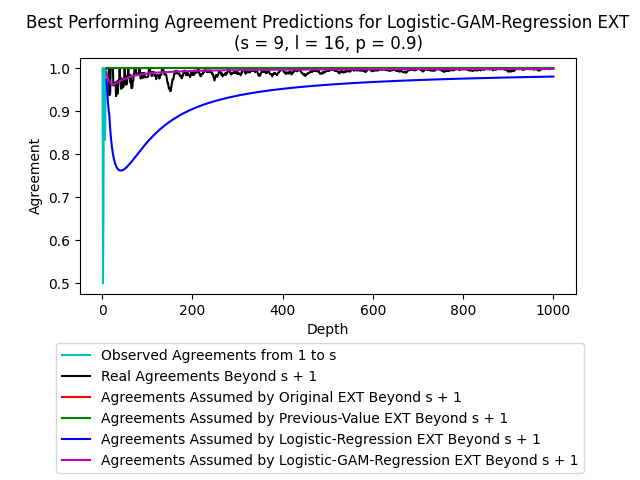 Best Performing Agreement Predictions for Logistic-GAM-Regression EXT
(s = 9, l = 16, p = 0.9)
1.0
0.9
0.8
0.7
0.6
0.5
Agreement
0 200 400 600 800 1000
Depth
Observed Agreements from 1 to s
Real Agreements Beyond s + 1
Agreements Assumed by Original EXT Beyond s + 1
Agreements Assumed by Previous-Value EXT Beyond s + 1
Agreements Assumed by Logistic-Regression EXT Beyond s + 1
Agreements Assumed by Logistic-GAM-Regression EXT Beyond s + 1